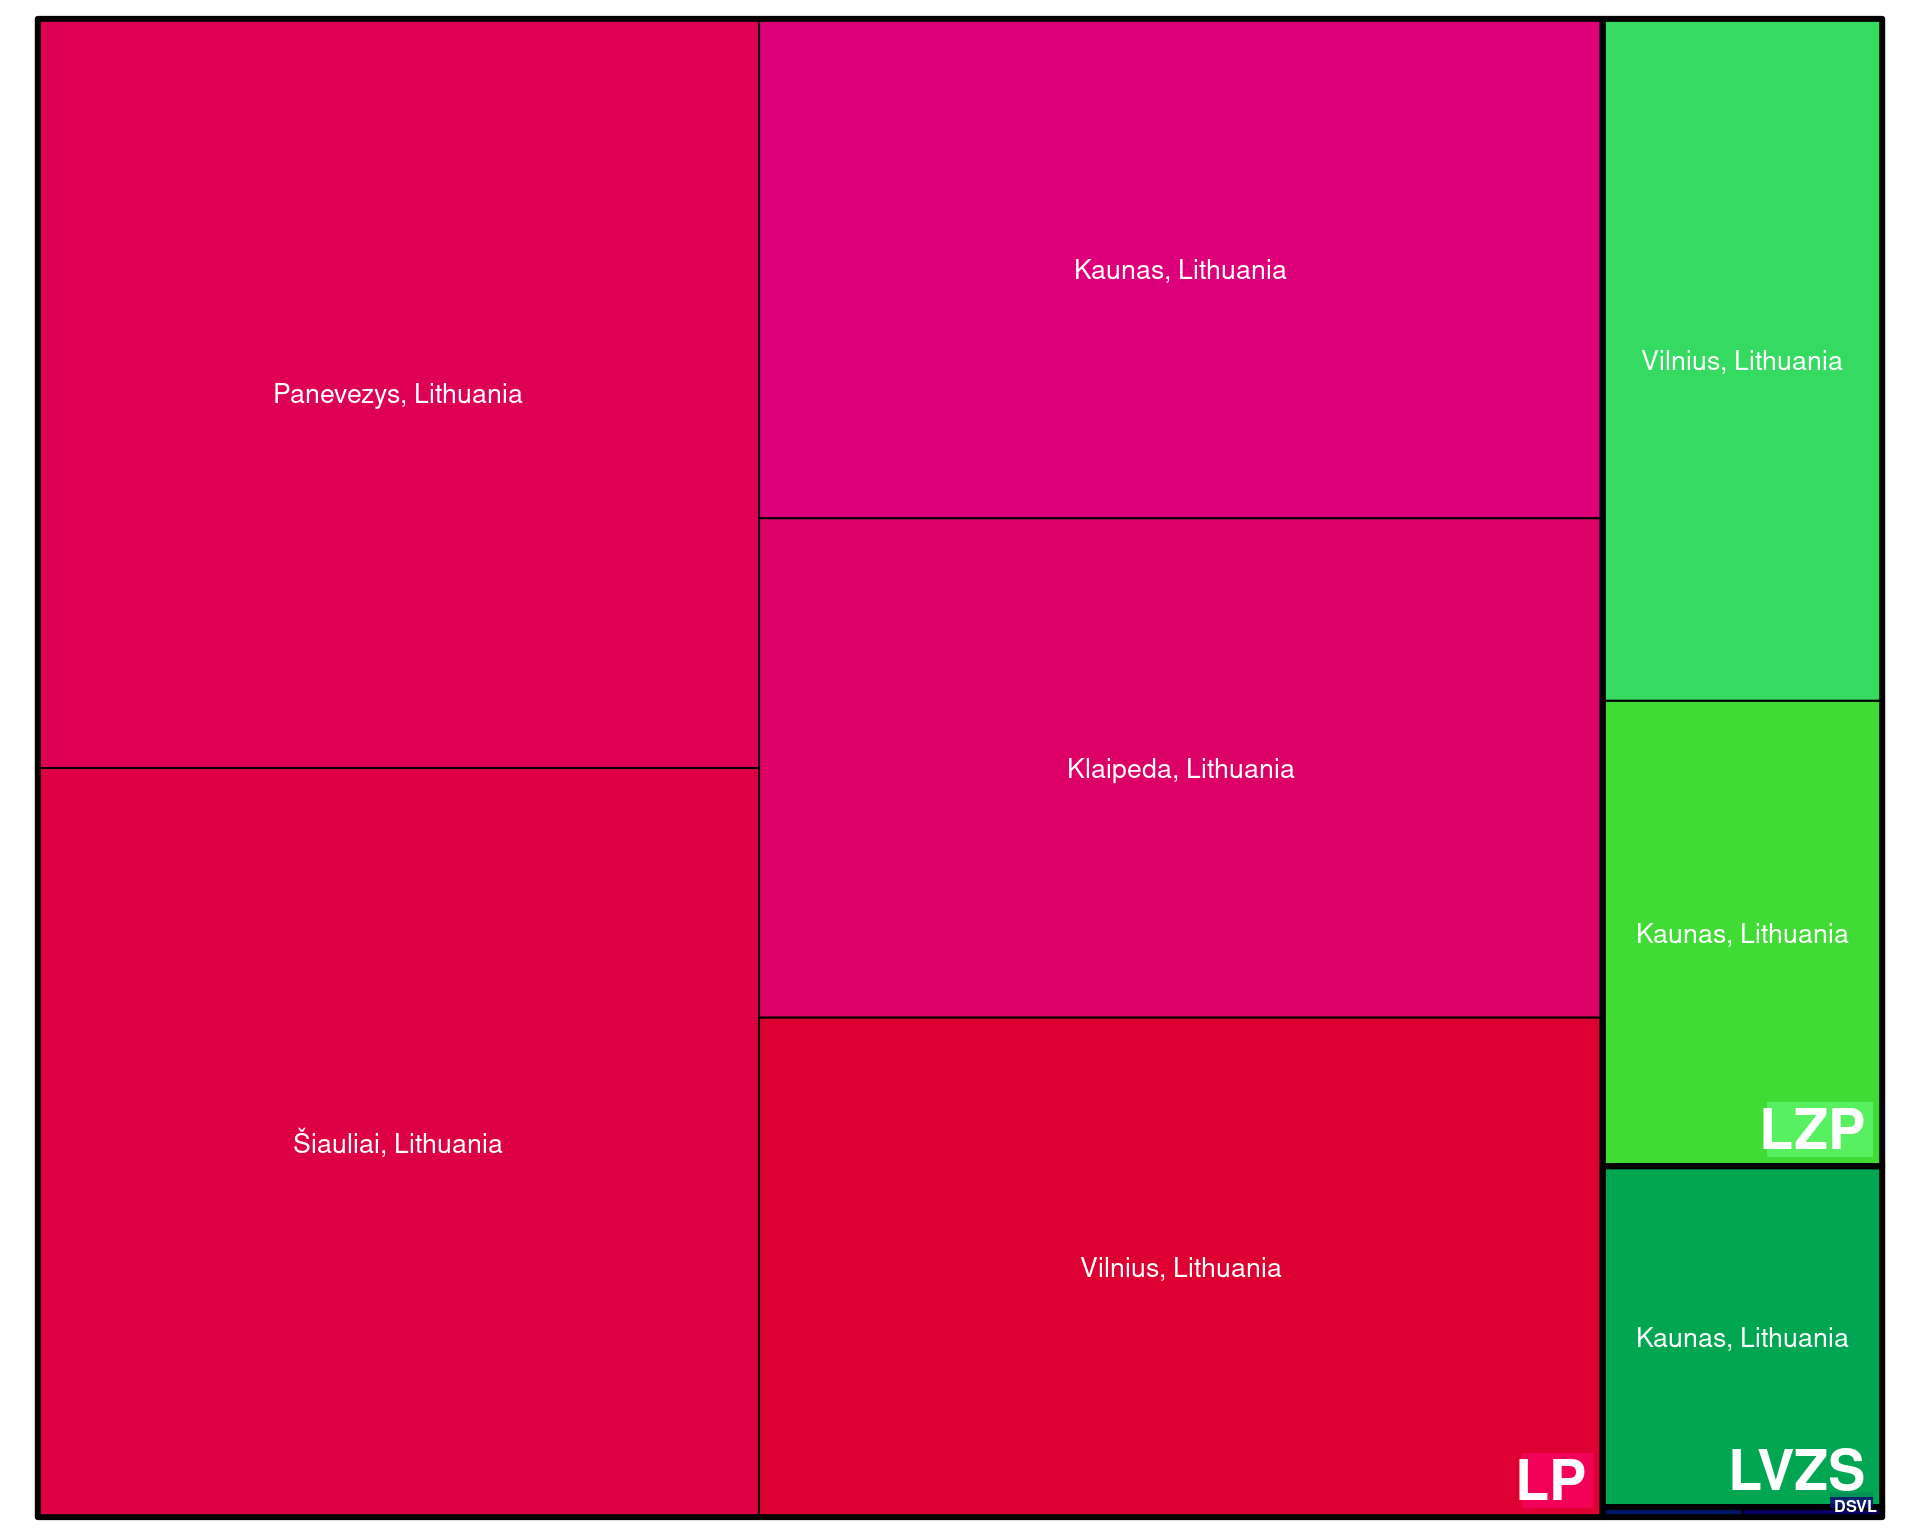 Panevezys, Lithuania
Šiauliai, Lithuania
Kaunas, Lithuania
Klaipeda, Lithuania
Vilnius, Lithuania
LP
Vilnius, Lithuania
Kaunas, Lithuania
LZP
Kaunas, Lithuania
LVZS
DSVL